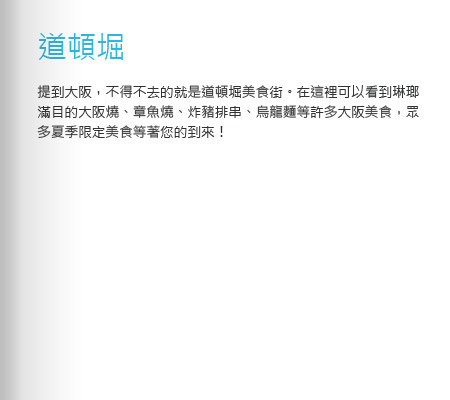 道頓堀
提到大阪，不得不去的就是道頓堀美食街。在這裡可以看到琳瑯
滿目的大阪燒、章魚燒、炸豬排串、烏龍麵等許多大阪美食，眾
多夏季限定美食等著您的到來！